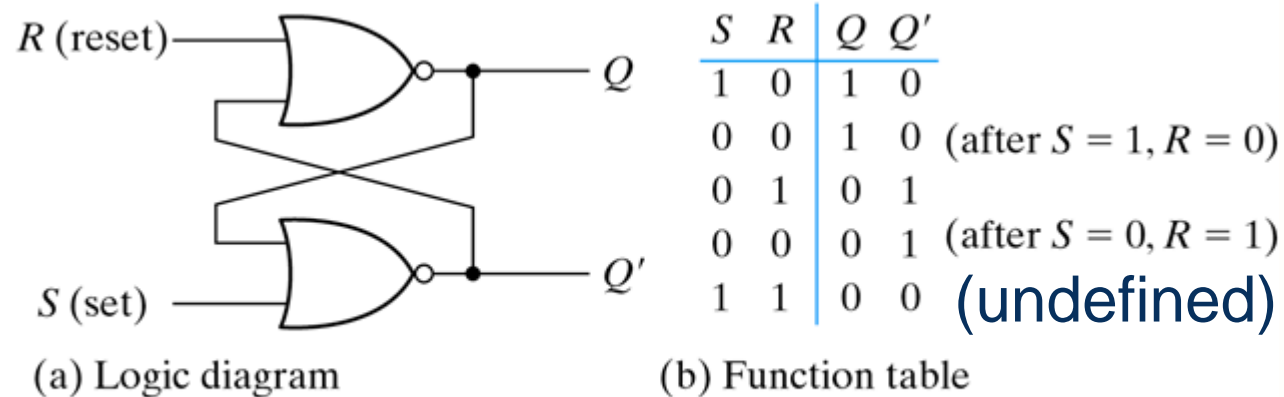 R (reset)
Q
Q′
S (set)
(a) Logic diagram
S R Q Q′
1 0 1 0
0 0 1 0 (after S = 1, R = 0)
0 1 0 1
0 0 0 1 (after S = 0, R = 1)
1 1 0 0 (undefined)
(b) Function table